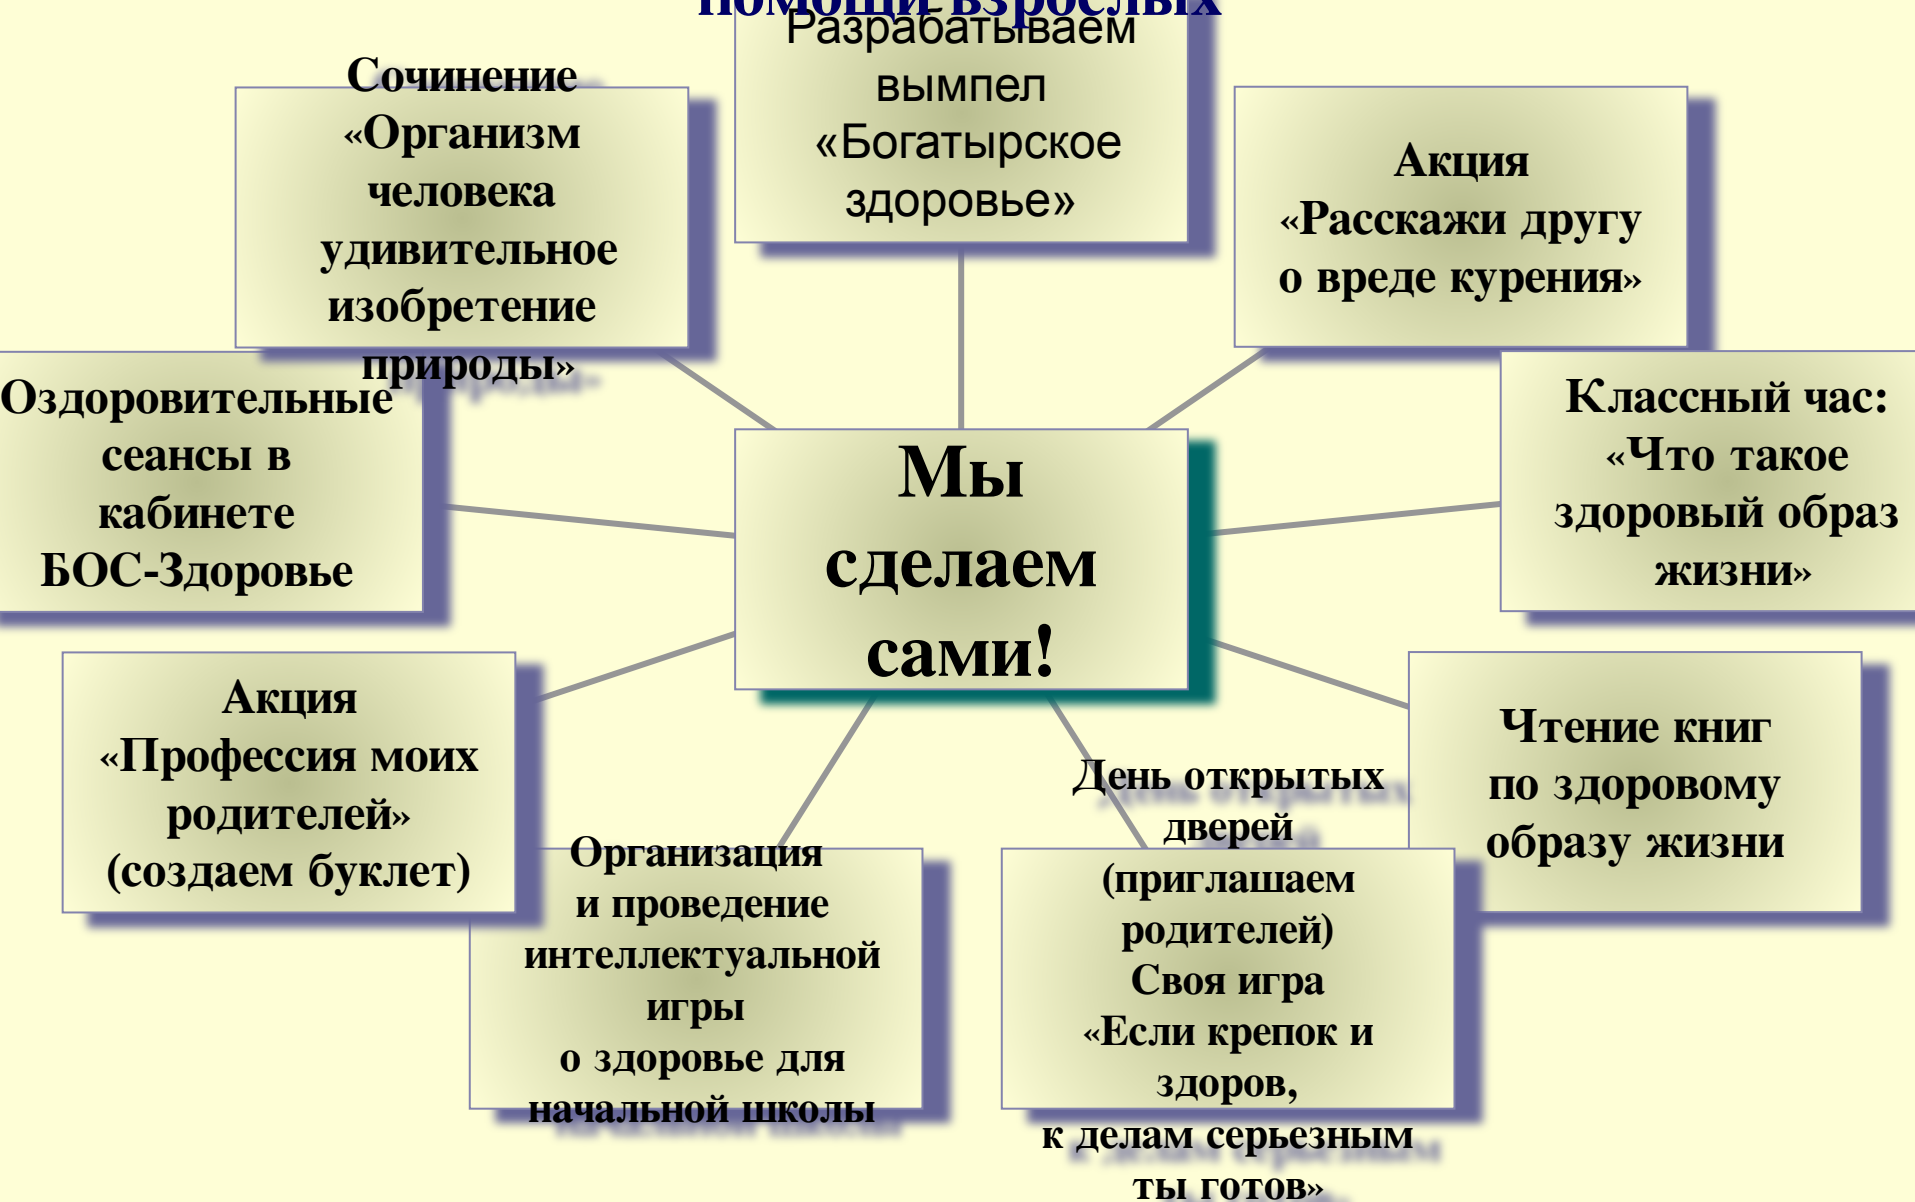 помощи взрослых
Разрабатываем
вымпел
«Богатырское
здоровье»
Сочинение
«Организм
человека
удивительное
изобретение
природы»
Акция
«Расскажи другу
о вреде курения»
Оздоровительные
сеансы в
кабинете
БОС-Здоровье
Мы
сделаем
сами!
Классный час:
«Что такое
здоровый образ
жизни»
Акция
«Профессия моих
родителей»
(создаем буклет)
Организация
и проведение
интеллектуальной
игры
о здоровье для
начальной школы
День открытых
дверей
(приглашаем
родителей)
Своя игра
«Если крепок и
здоров,
к делам серьезным
ты готов»
Чтение книг
по здоровому
образу жизни